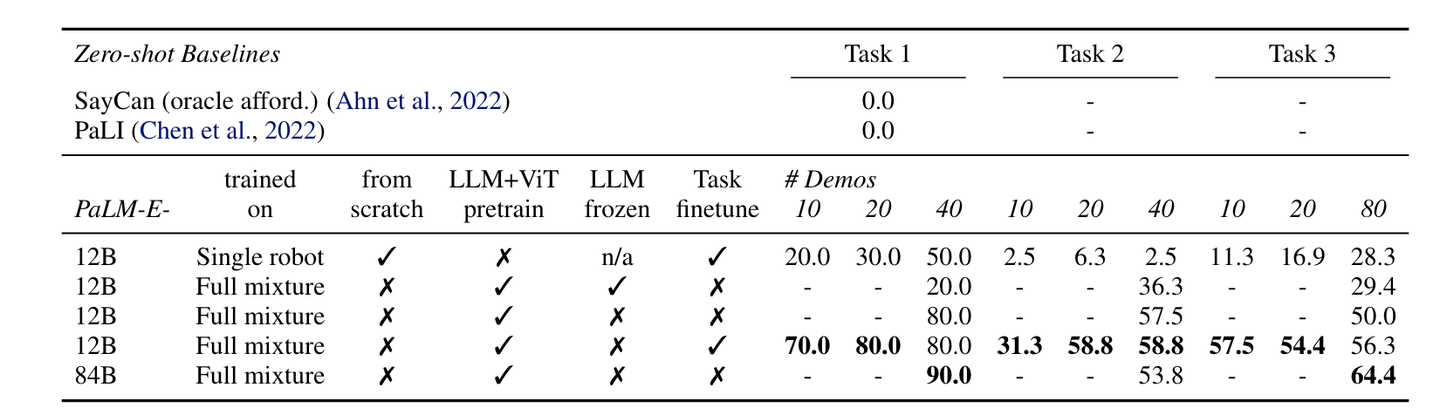 Zero-shot Baselines Task 1 Task 2 Task 3
SayCan (oracle afford.) (Ahn et al., 2022) 0.0 - -
PaLI (Chen et al., 2022) 0.0 - -
trained from LLM+ViT LLM Task # Demos
PaLM-E- on scratch pretrain frozen finetune 10 20 40 10 20 40 10 20 80
12B Single robot ✓ ✗ n/a ✓ 20.0 30.0 50.0 2.5 6.3 2.5 11.3 16.9 28.3
12B Full mixture ✗ ✓ ✓ ✗ - - 20.0 - - 36.3 - - 29.4
12B Full mixture ✗ ✓ ✗ ✗ - - 80.0 - - 57.5 - - 50.0
12B Full mixture ✗ ✓ ✗ ✓ 70.0 80.0 80.0 31.3 58.8 58.8 57.5 54.4 56.3
84B Full mixture ✗ ✓ ✗ ✗ - - 90.0 - - 53.8 - - 64.4